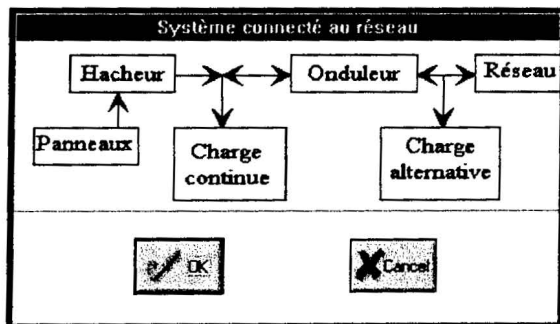 Système connecté au réseau
Hacheur
Onduleur
Réseau
Panneaux
Charge
continue
Charge
alternative
OK
Cancel